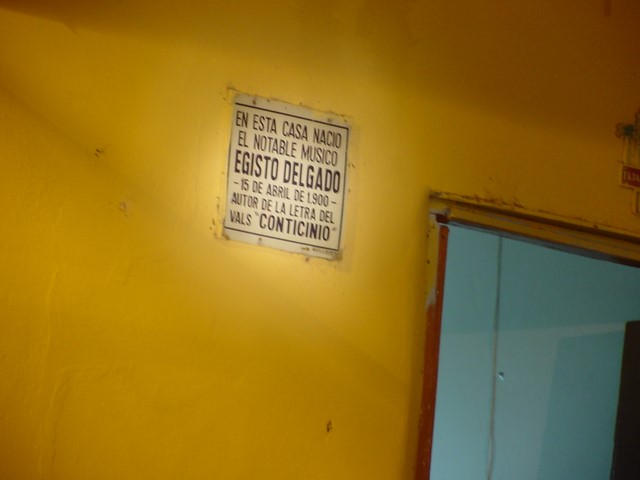 EN ESTA CASA NACIO
EL NOTABLE MUSICO
EGISTO DELGADO
-15 DE ABRIL DE 1.900-
AUTOR DE LA LETRA DEL
VALS "CONTICINIO"